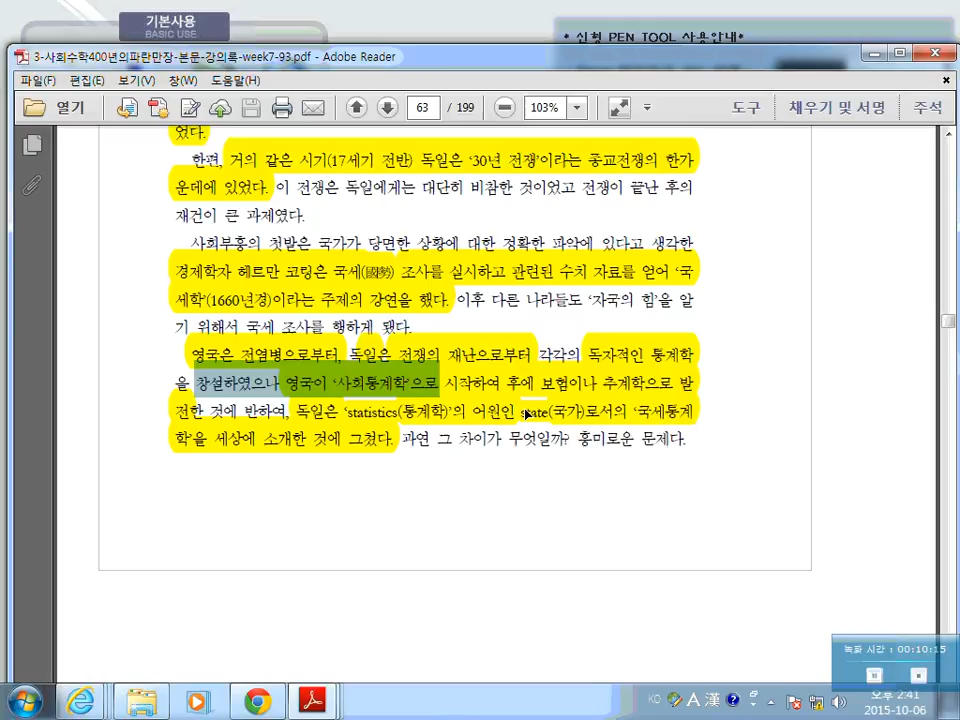 기본사용
BASIC USE
* 신형 PEN TOOL 사용안내*
3-사회수학400년의파란만장-본문-강의록-week7-93.pdf - Adobe Reader
파일(F) 편집(E) 보기(V) 창(W) 도움말(H)
열기 63 / 199 103% 도구 채우기 및 서명 주석
었다.
한편, 거의 같은 시기(17세기 전반) 독일은 ‘30년 전쟁’이라는 종교전쟁의 한가
운데에 있었다. 이 전쟁은 독일에게는 대단히 비참한 것이었고 전쟁이 끝난 후의
재건이 큰 과제였다.
사회부흥의 첫발은 국가가 당면한 상황에 대한 정확한 파악에 있다고 생각한
경제학자 헤르만 코링은 국세(國勢) 조사를 실시하고 관련된 수치 자료를 얻어 ‘국
세학’(1660년경)이라는 주제의 강연을 했다. 이후 다른 나라들도 ‘자국의 힘’을 알
기 위해서 국세 조사를 행하게 됐다.
영국은 전염병으로부터, 독일은 전쟁의 재난으로부터 각각의 독자적인 통계학
을 창설하였으나 영국이 ‘사회통계학’으로 시작하여 후에 보험이나 추계학으로 발
전한 것에 반하여, 독일은 ‘statistics(통계학)’의 어원인 state(국가)로서의 ‘국세통계
학’을 세상에 소개한 것에 그쳤다. 과연 그 차이가 무엇일까? 흥미로운 문제다.
녹화 시간 : 00:10:15
KO A 漢
오후 2:41
2015-10-06